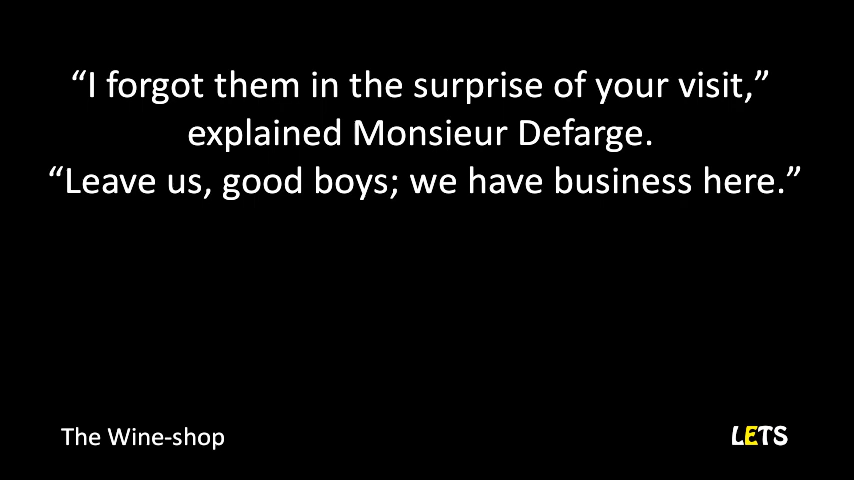 “I forgot them in the surprise of your visit,”
explained Monsieur Defarge.
“Leave us, good boys; we have business here.”
The Wine-shop
LETS